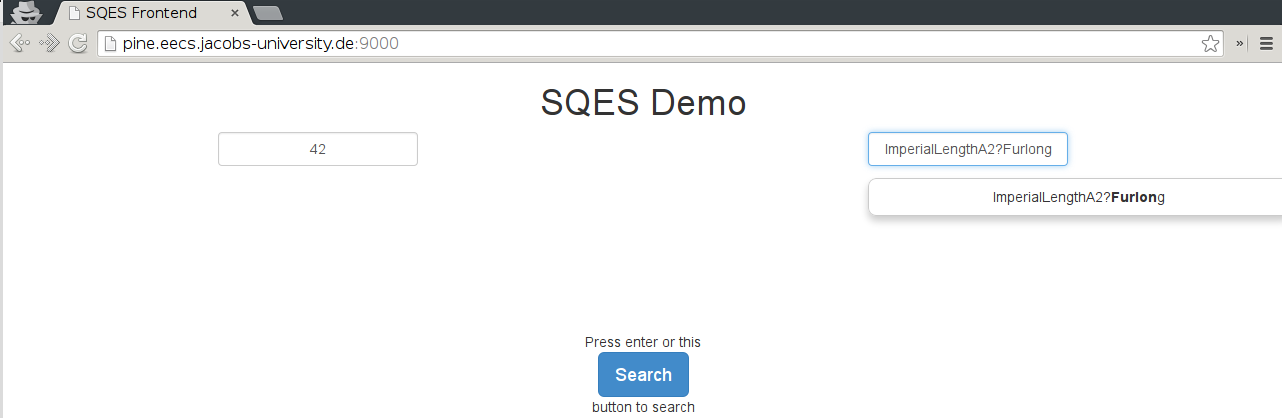 SQES Frontend
pine.eecs.jacobs-university.de:9000
SQES Demo
42
ImperialLengthA2?Furlong
ImperialLengthA2?Furlong
Press enter or this
Search
button to search